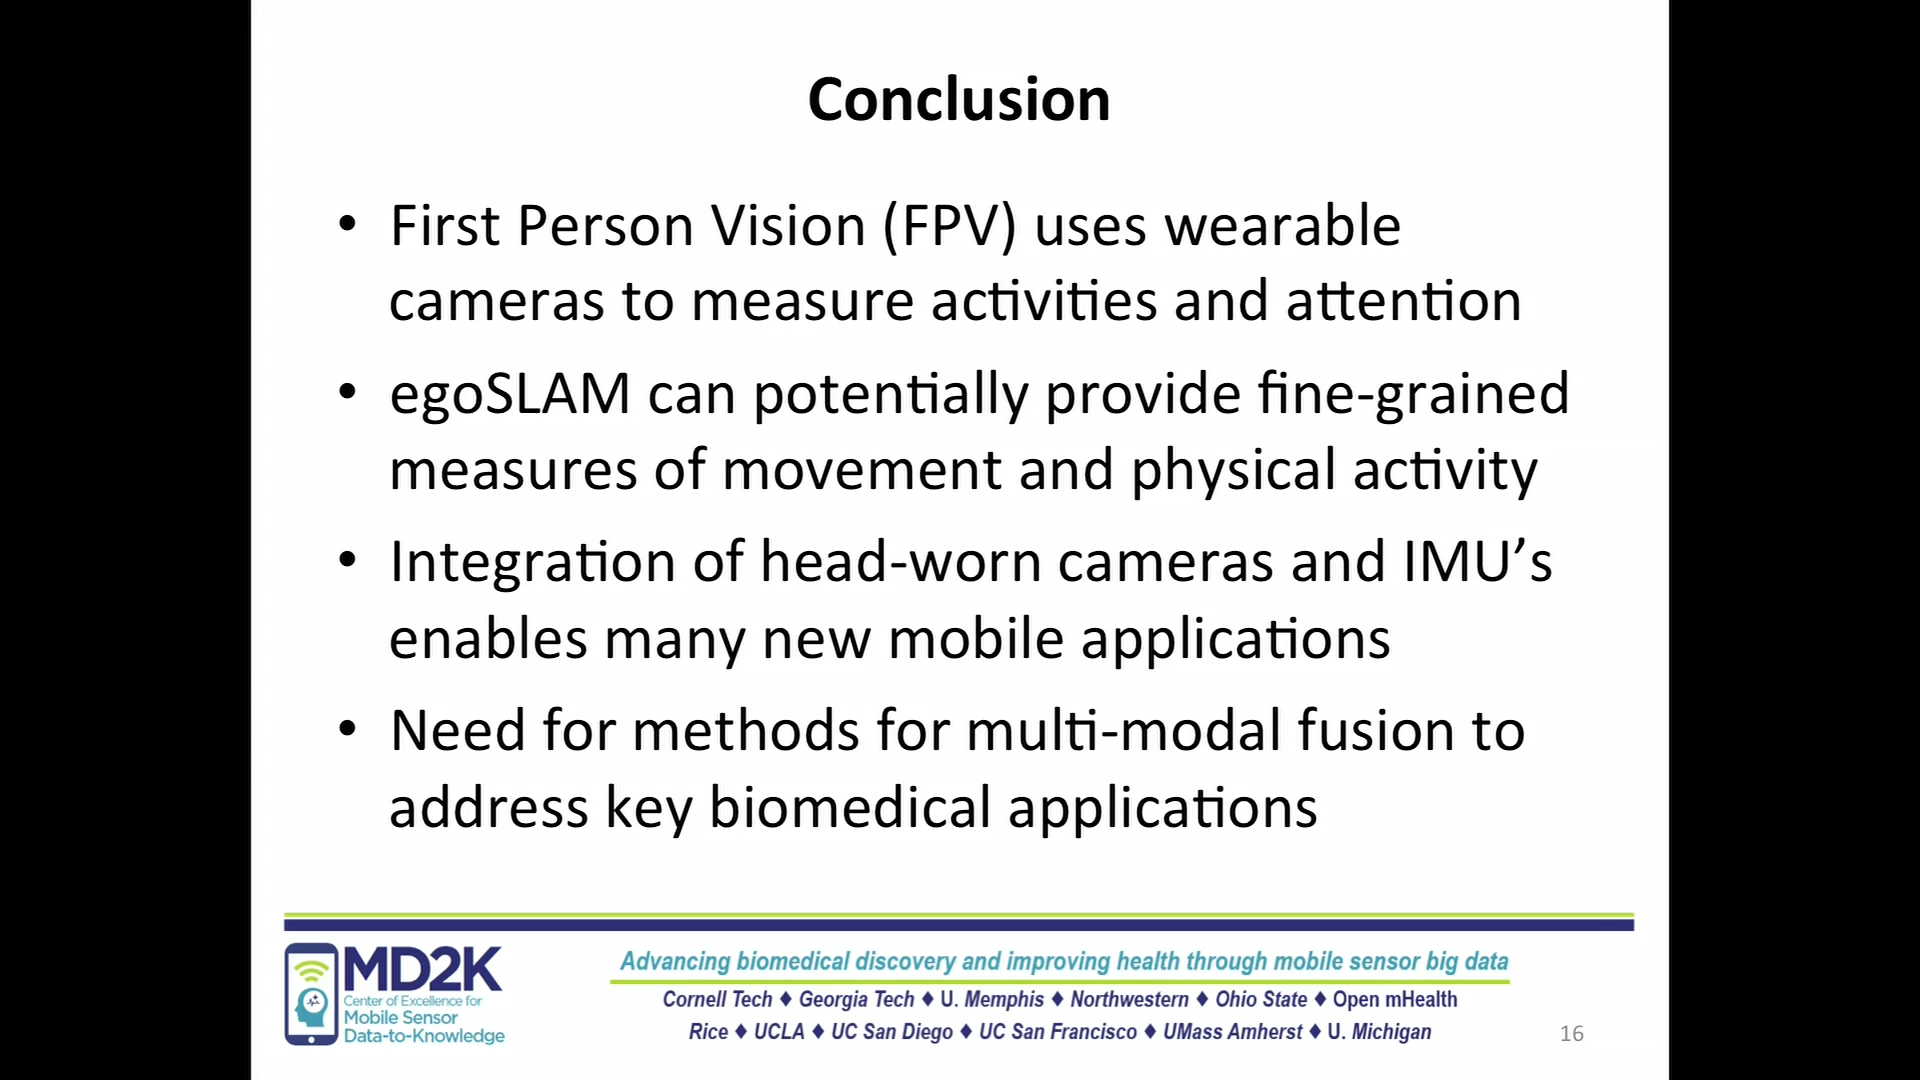 Conclusion
• First Person Vision (FPV) uses wearable
cameras to measure activities and attention
• egoSLAM can potentially provide fine-grained
measures of movement and physical activity
• Integration of head-worn cameras and IMU’s
enables many new mobile applications
• Need for methods for multi-modal fusion to
address key biomedical applications
MD2K
Center of Excellence for
Mobile Sensor
Data-to-Knowledge
Advancing biomedical discovery and improving health through mobile sensor big data
Cornell Tech ♦ Georgia Tech ♦ U. Memphis ♦ Northwestern ♦ Ohio State ♦ Open mHealth
Rice ♦ UCLA ♦ UC San Diego ♦ UC San Francisco ♦ UMass Amherst ♦ U. Michigan
16